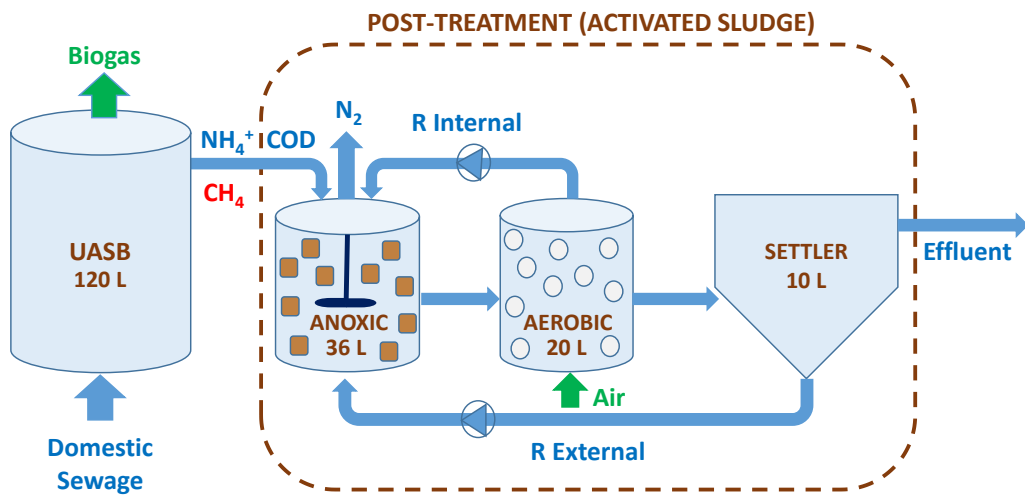 POST-TREATMENT (ACTIVATED SLUDGE)
Biogas
N₂
R Internal
NH₄⁺ COD
CH₄
UASB
120 L
SETTLER
10 L
Effluent
ANOXIC
36 L
AEROBIC
20 L
Air
R External
Domestic
Sewage